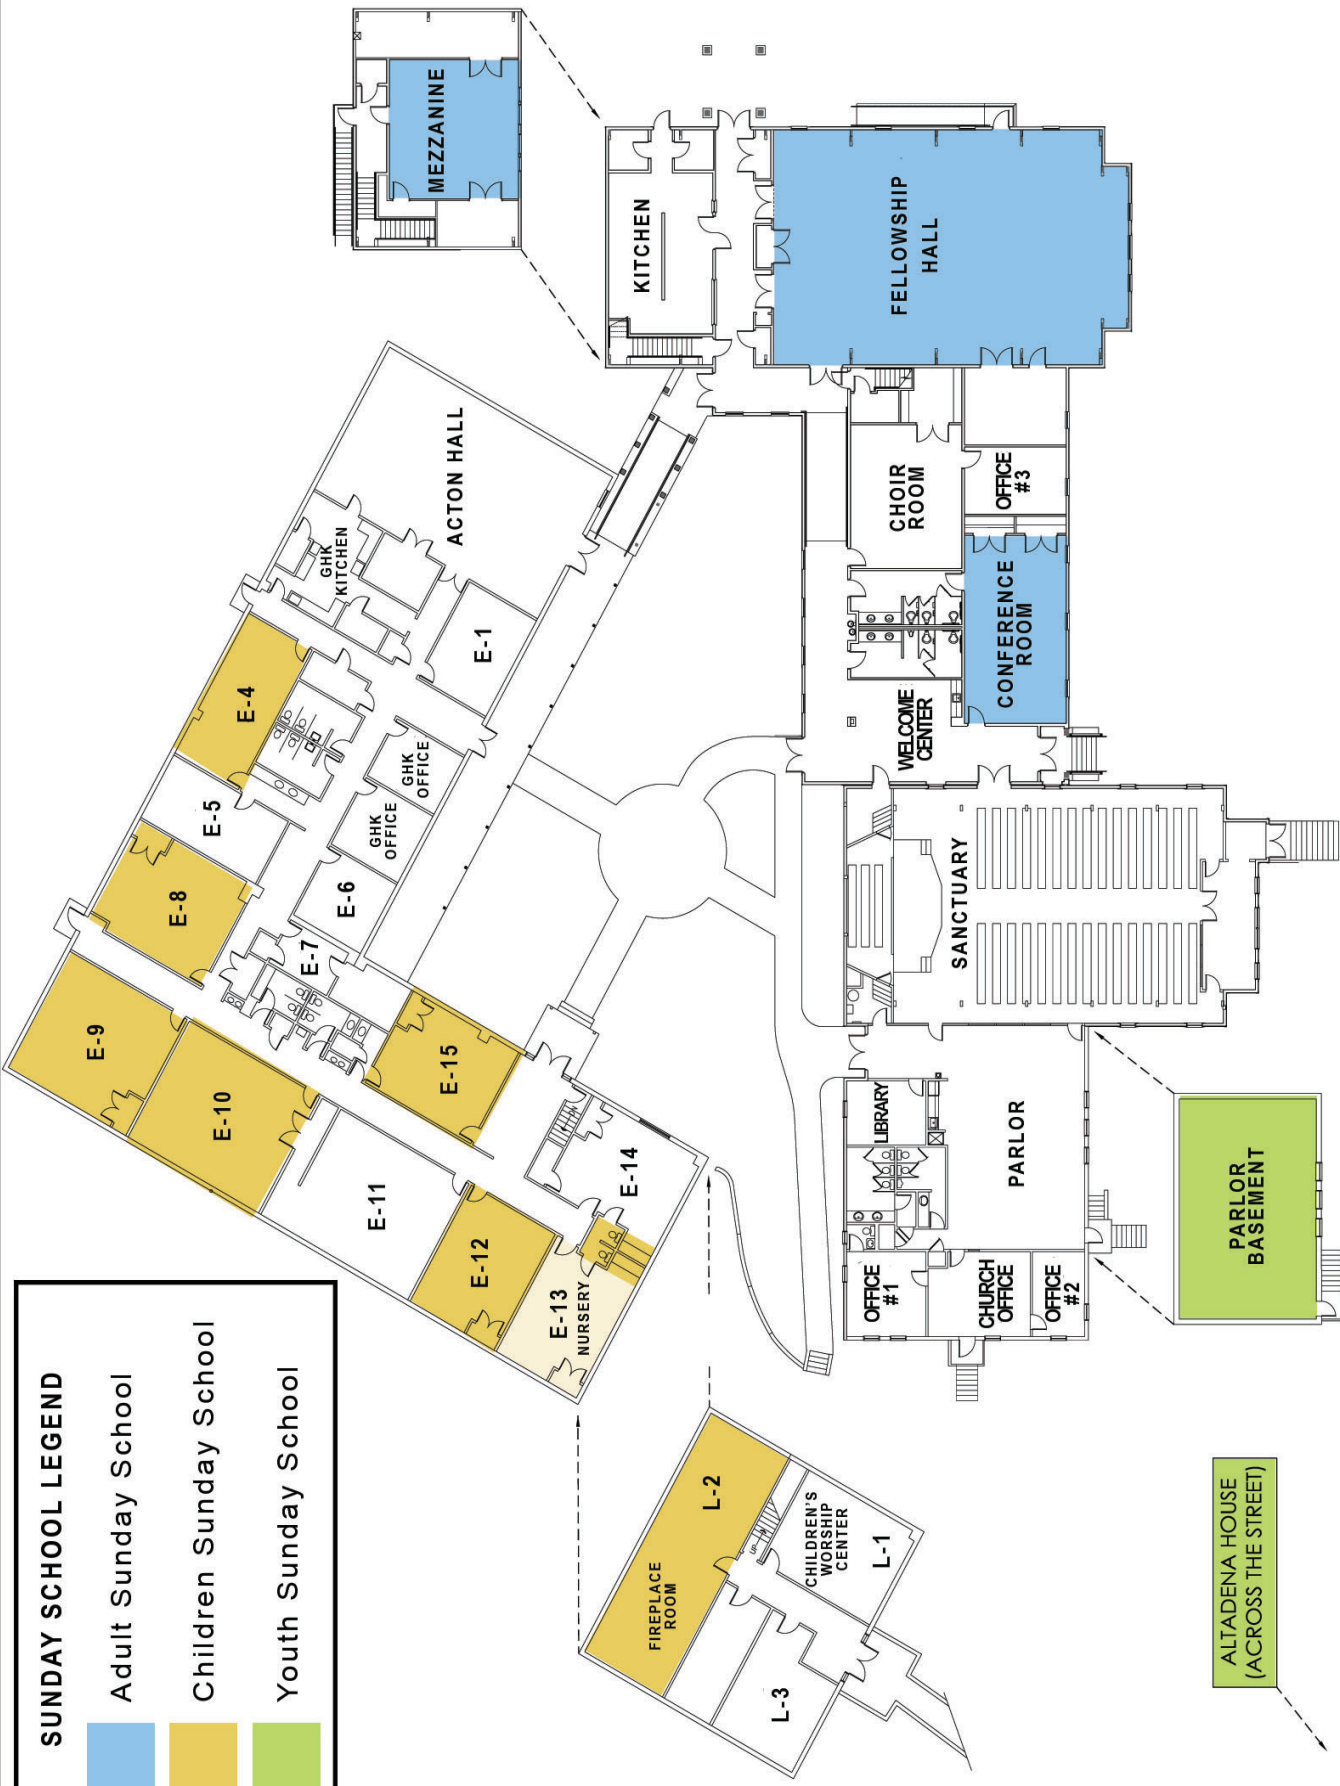 SUNDAY SCHOOL LEGEND
Adult Sunday School
Children Sunday School
Youth Sunday School
MEZZANINE
KITCHEN
FELLOWSHIP
HALL
ACTON HALL
GHK
KITCHEN
E-1
E-4
E-5
GHK
OFFICE
GHK
OFFICE
E-6
E-7
E-8
E-9
E-10
E-11
E-12
E-13
NURSERY
E-14
E-15
CHOIR
ROOM
OFFICE
#3
CONFERENCE
ROOM
WELCOME
CENTER
SANCTUARY
LIBRARY
PARLOR
OFFICE
#1
CHURCH
OFFICE
OFFICE
#2
PARLOR
BASEMENT
L-2
FIREPLACE
ROOM
UP
CHILDREN'S
WORSHIP
CENTER
L-1
L-3
ALTADENA HOUSE
(ACROSS THE STREET)